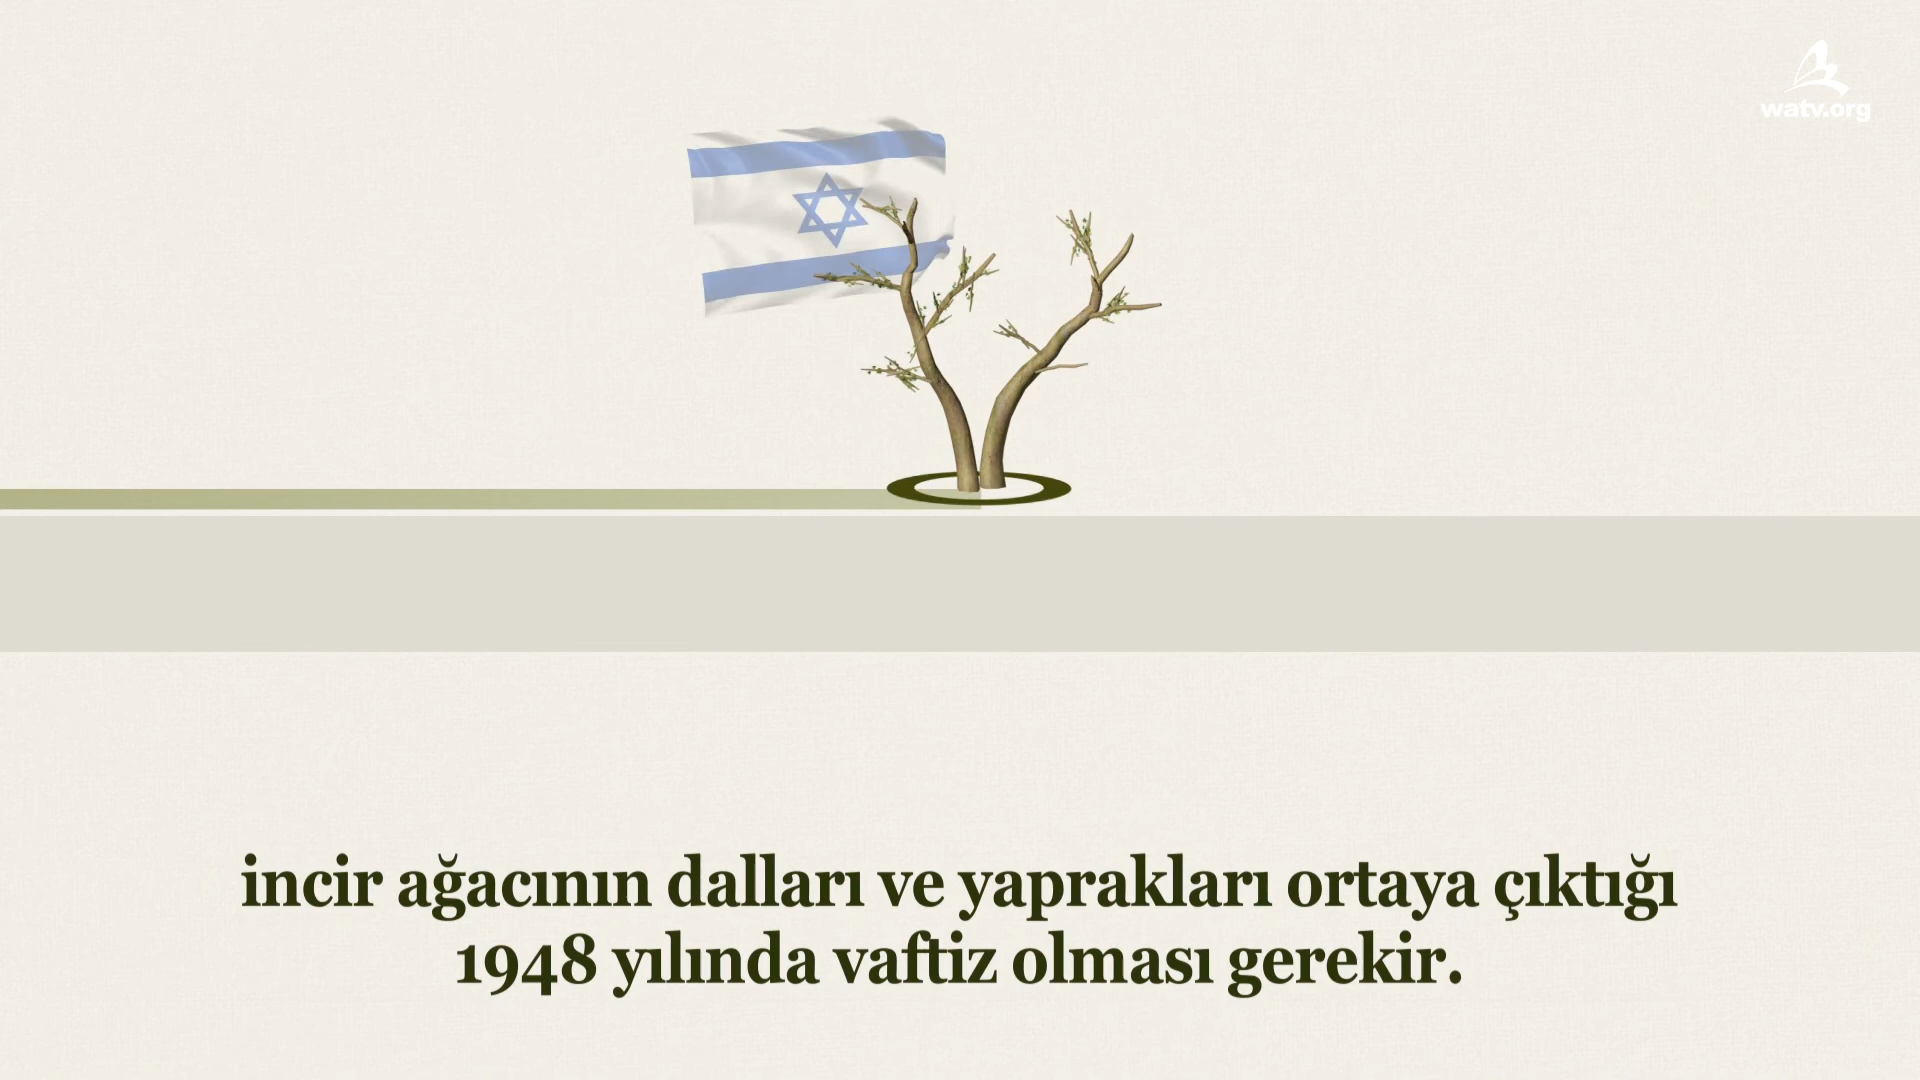 watv.org
incir ağacının dalları ve yaprakları ortaya çıktığı
1948 yılında vaftiz olması gerekir.